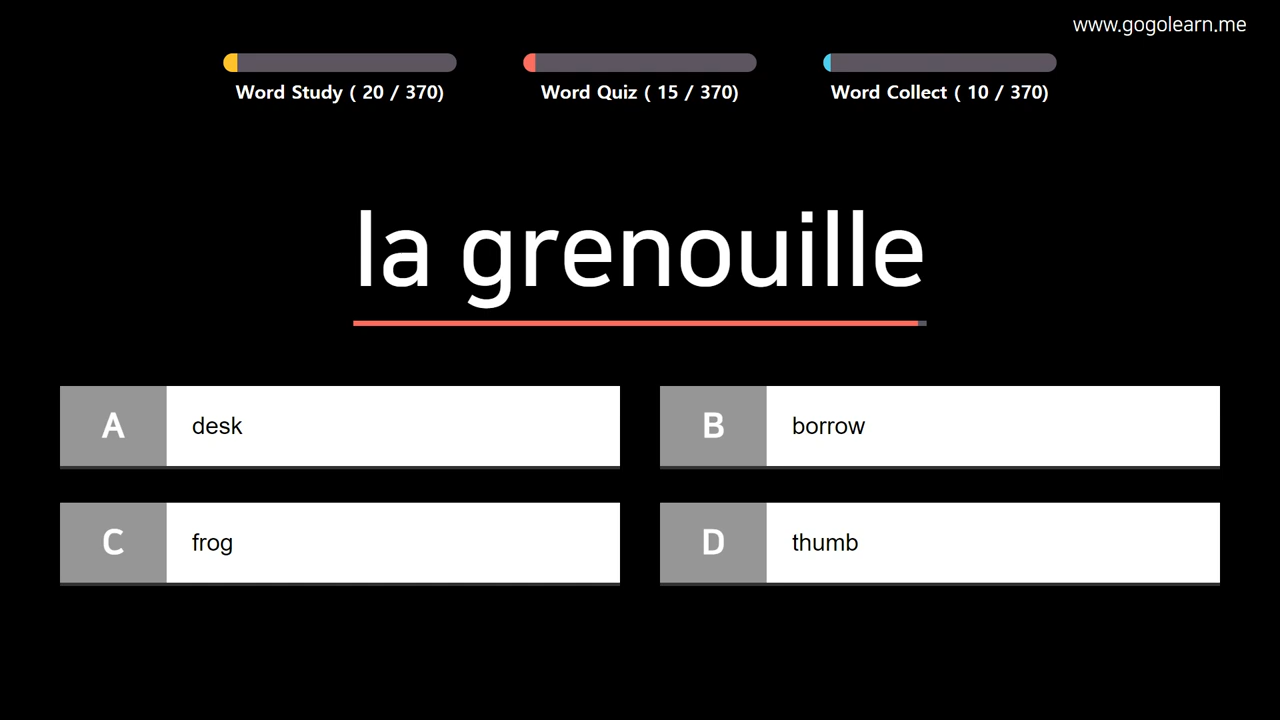 www.gogolearn.me
Word Study ( 20 / 370)
Word Quiz ( 15 / 370)
Word Collect ( 10 / 370)
la grenouille
A desk
B borrow
C frog
D thumb